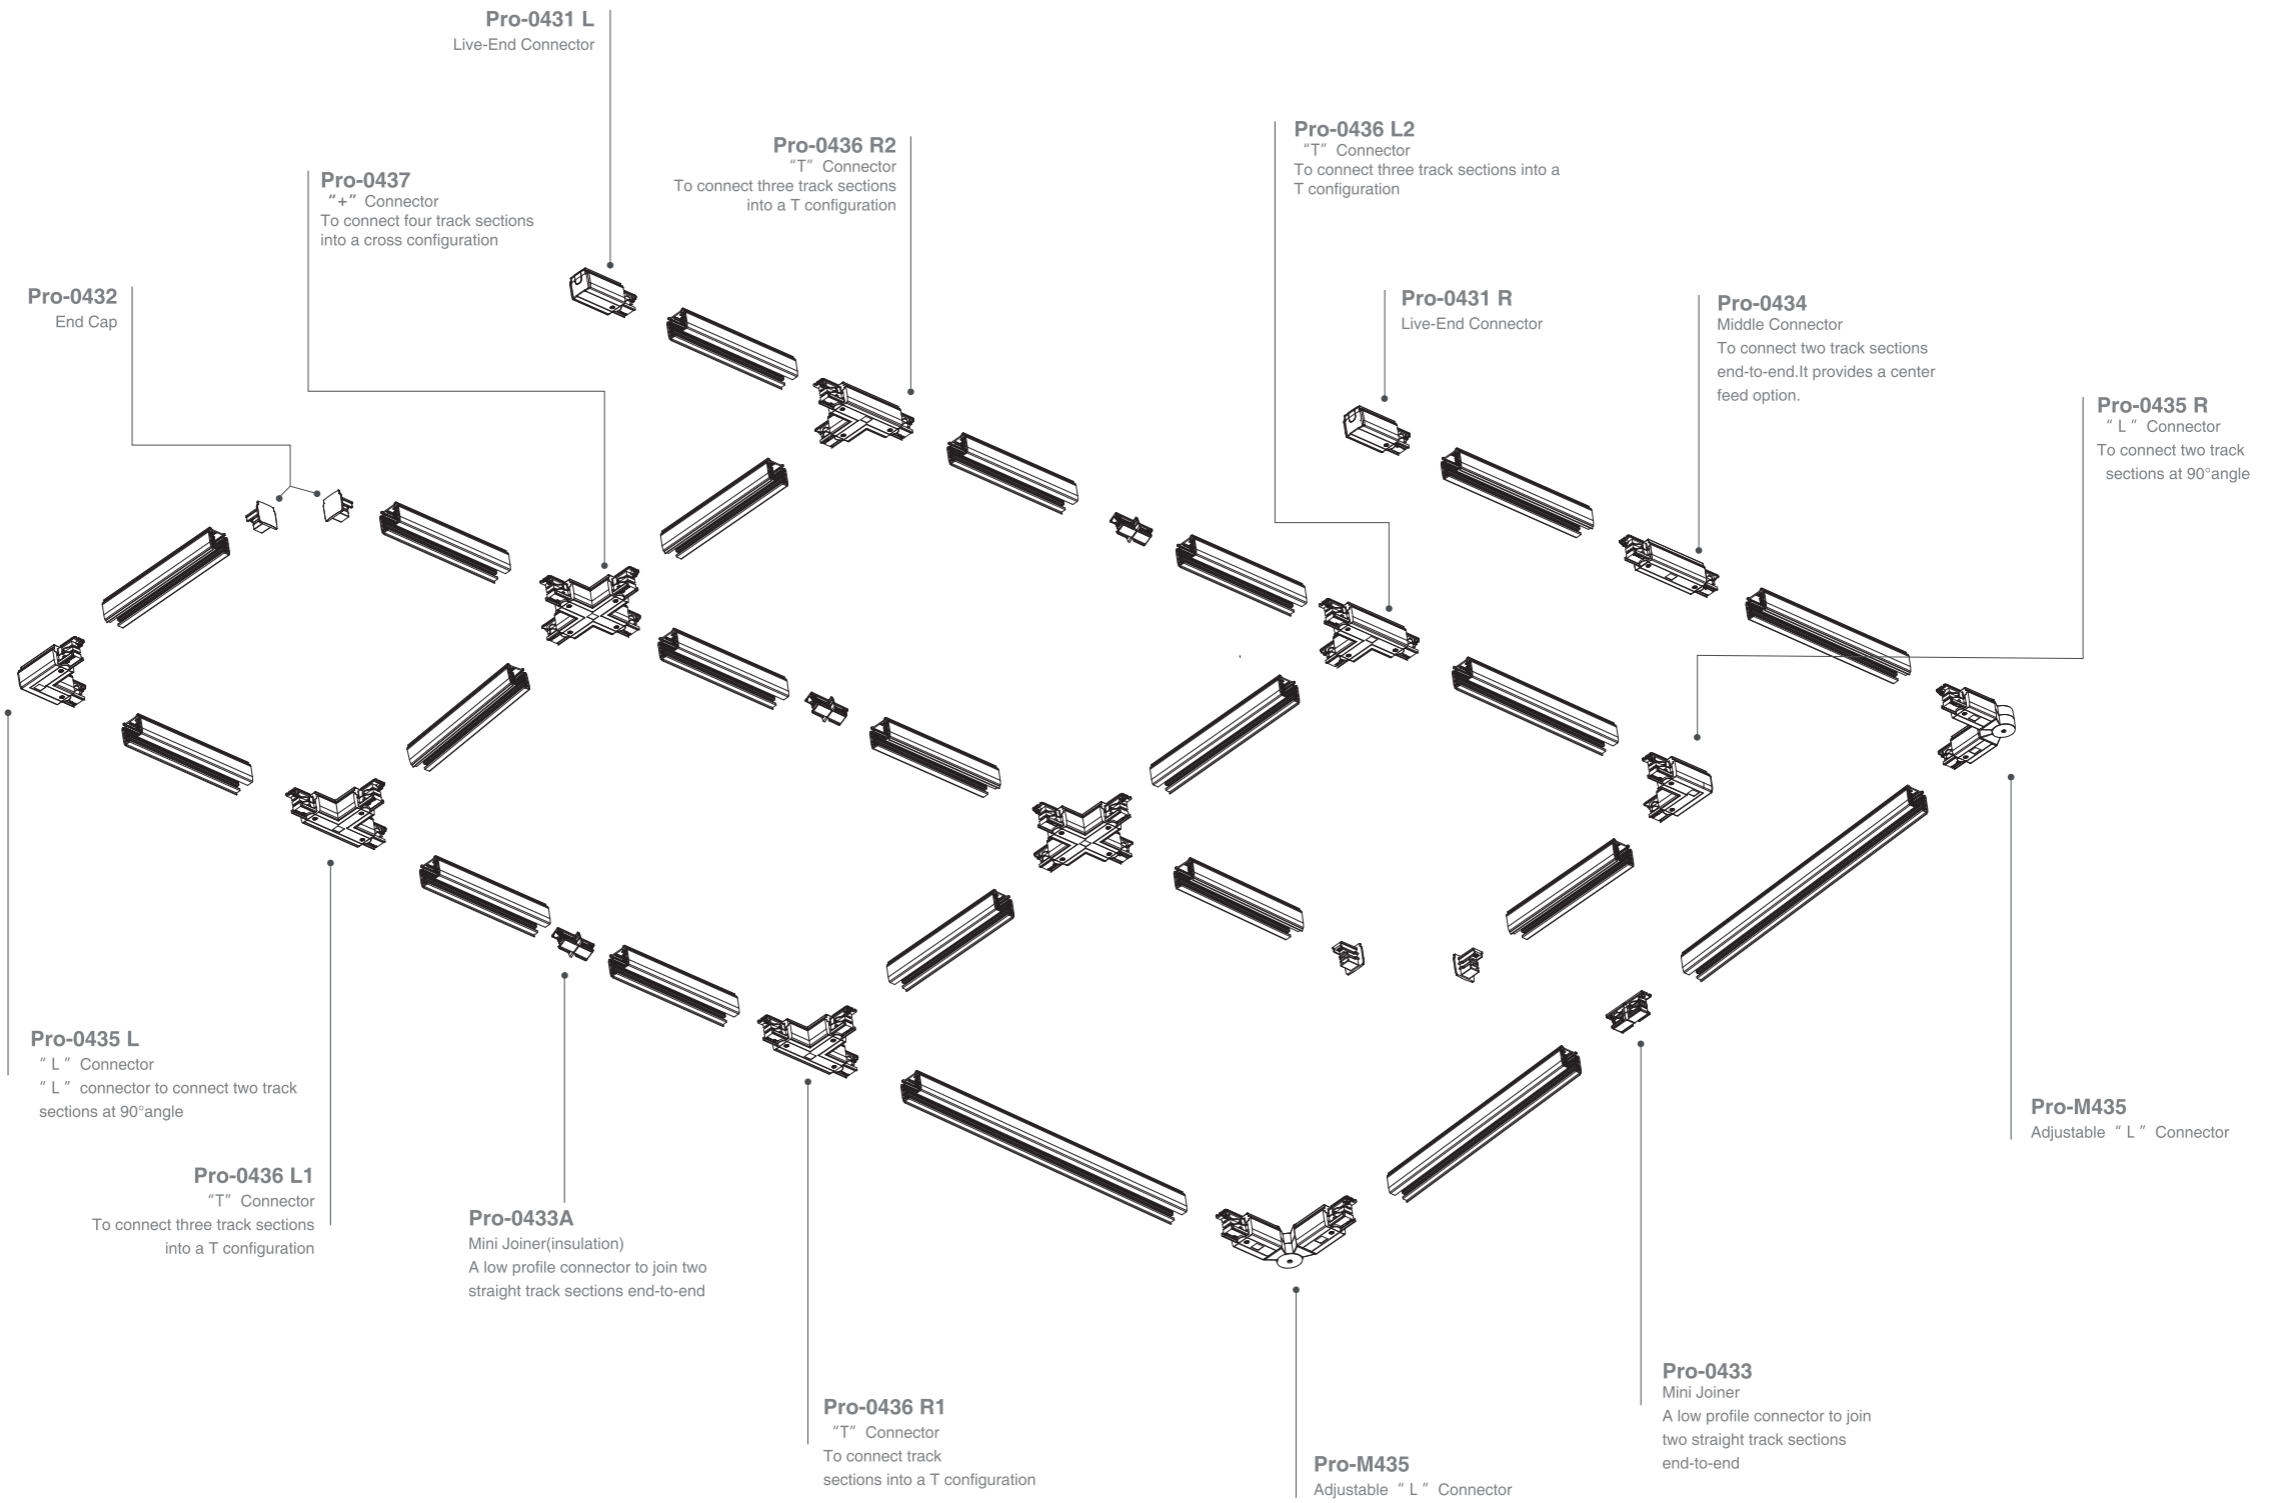 Pro-0431 L
Live-End Connector
Pro-0436 R2
“T” Connector
To connect three track sections
into a T configuration
Pro-0436 L2
“T” Connector
To connect three track sections into a
T configuration
Pro-0437
“+” Connector
To connect four track sections
into a cross configuration
Pro-0432
End Cap
Pro-0431 R
Live-End Connector
Pro-0434
Middle Connector
To connect two track sections
end-to-end.It provides a center
feed option.
Pro-0435 R
“ L ” Connector
To connect two track
sections at 90°angle
Pro-0435 L
“ L ” Connector
“ L ” connector to connect two track
sections at 90°angle
Pro-0436 L1
“T” Connector
To connect three track sections
into a T configuration
Pro-0433A
Mini Joiner(insulation)
A low profile connector to join two
straight track sections end-to-end
Pro-M435
Adjustable “ L ” Connector
Pro-0436 R1
“T” Connector
To connect track
sections into a T configuration
Pro-0433
Mini Joiner
A low profile connector to join
two straight track sections
end-to-end
Pro-M435
Adjustable “ L ” Connector